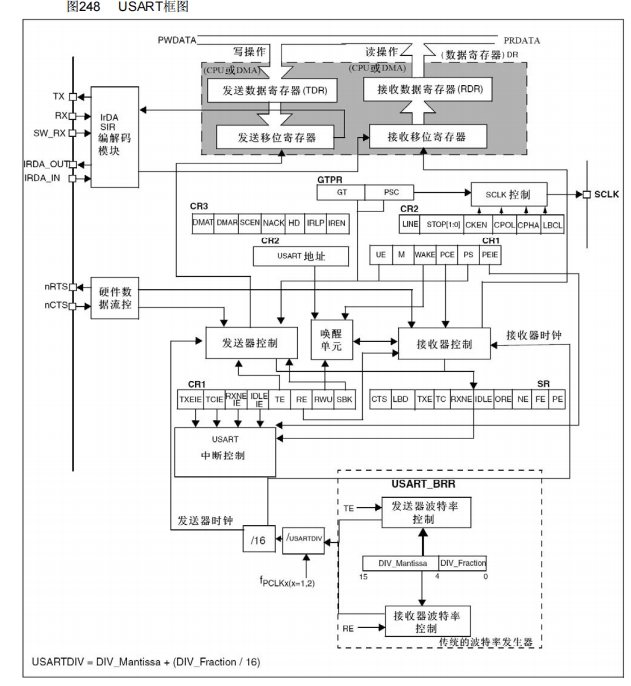 图248 USART框图
PWDATA
PRDATA
写操作
读操作
(数据寄存器) DR
(CPU或DMA)
(CPU或DMA)
TX
RX
SW_RX
IRDA_OUT
IRDA_IN
IrDA
SIR
编解码
模块
发送数据寄存器(TDR)
接收数据寄存器(RDR)
发送移位寄存器
接收移位寄存器
GTPR
GT PSC
SCLK 控制
SCLK
CR3
DMAT DMAR SCEN NACK HD IRLP IREN
CR2
LINE STOP[1:0] CKEN CPOL CPHA LBCL
CR2
USART 地址
CR1
UE M WAKE PCE PS PEIE
nRTS
nCTS
硬件数
据流控
发送器控制
唤醒
单元
接收器控制
接收器时钟
CR1
TXEIE TCIE RXNE IE IDLE IE TE RE RWU SBK
SR
CTS LBD TXE TC RXNE IDLE ORE NE FE PE
USART
中断控制
USART_BRR
发送器时钟
TE
发送器波特率
控制
/16
/USARTDIV
DIV_Mantissa DIV_Fraction
15 4 0
fPCLKx(x=1,2)
RE
接收器波特率
控制
传统的波特率发生器
USARTDIV = DIV_Mantissa + (DIV_Fraction / 16)